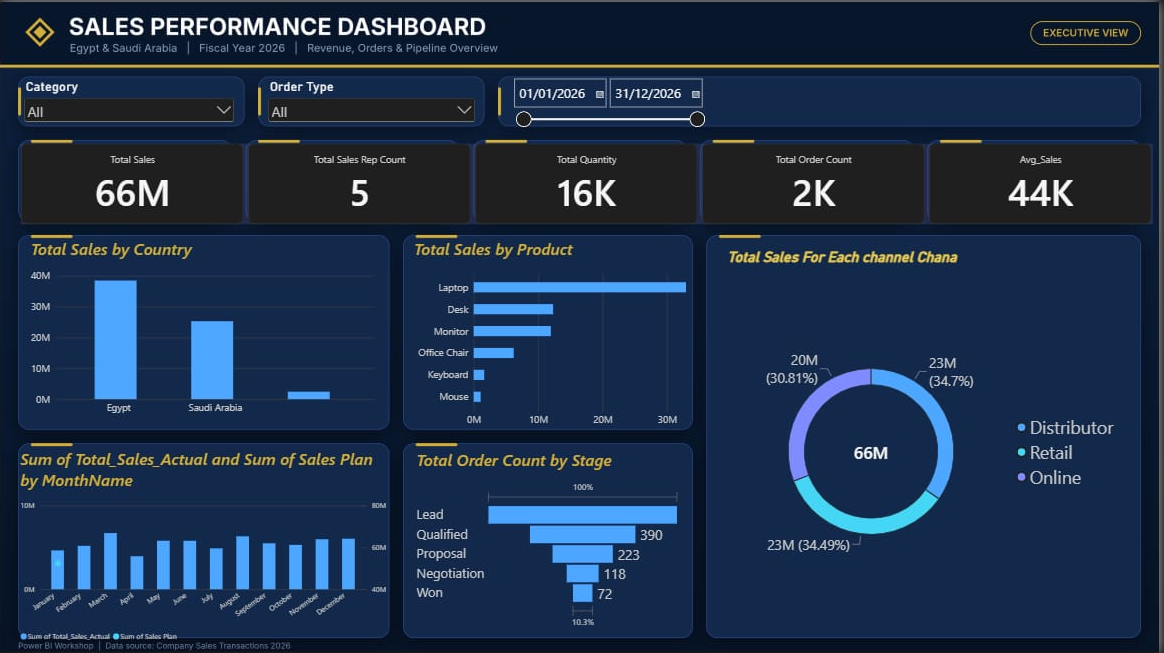 SALES PERFORMANCE DASHBOARD
Egypt & Saudi Arabia | Fiscal Year 2026 | Revenue, Orders & Pipeline Overview
EXECUTIVE VIEW
Category
All
Order Type
All
01/01/2026
31/12/2026
Total Sales
66M
Total Sales Rep Count
5
Total Quantity
16K
Total Order Count
2K
Avg_Sales
44K
Total Sales by Country
40M
30M
20M
10M
0M
Egypt
Saudi Arabia
Total Sales by Product
Laptop
Desk
Monitor
Office Chair
Keyboard
Mouse
0M
10M
20M
30M
Total Sales For Each channel Chana
20M
(30.81%)
23M
(34.7%)
66M
23M (34.49%)
Distributor
Retail
Online
Sum of Total_Sales_Actual and Sum of Sales Plan
by MonthName
10M
0M
80M
60M
40M
January
February
March
April
May
June
July
August
September
October
November
December
Sum of Total_Sales_Actual
Sum of Sales Plan
Total Order Count by Stage
100%
Lead
Qualified
390
Proposal
223
Negotiation
118
Won
72
10.3%
Power BI Workshop | Data source: Company Sales Transactions 2026